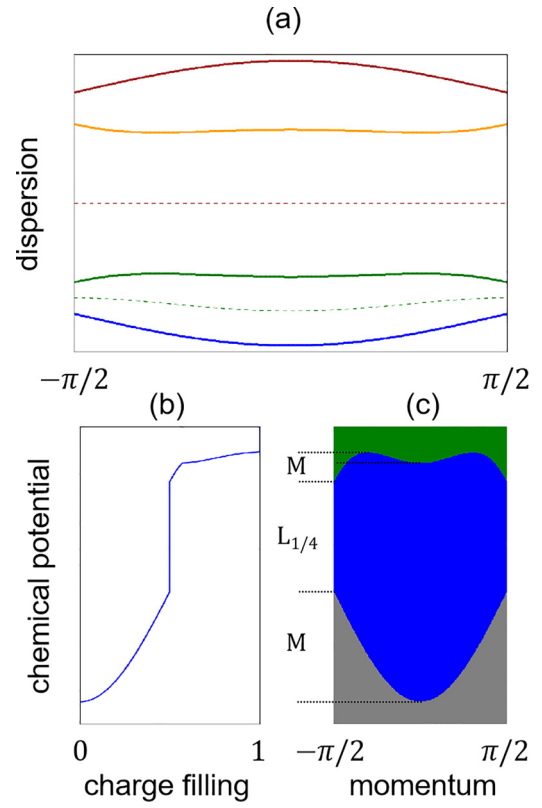 (a)
dispersion
−π/2
π/2
(b)
(c)
chemical potential
M
L1/4
M
0
1
−π/2
π/2
charge filling
momentum